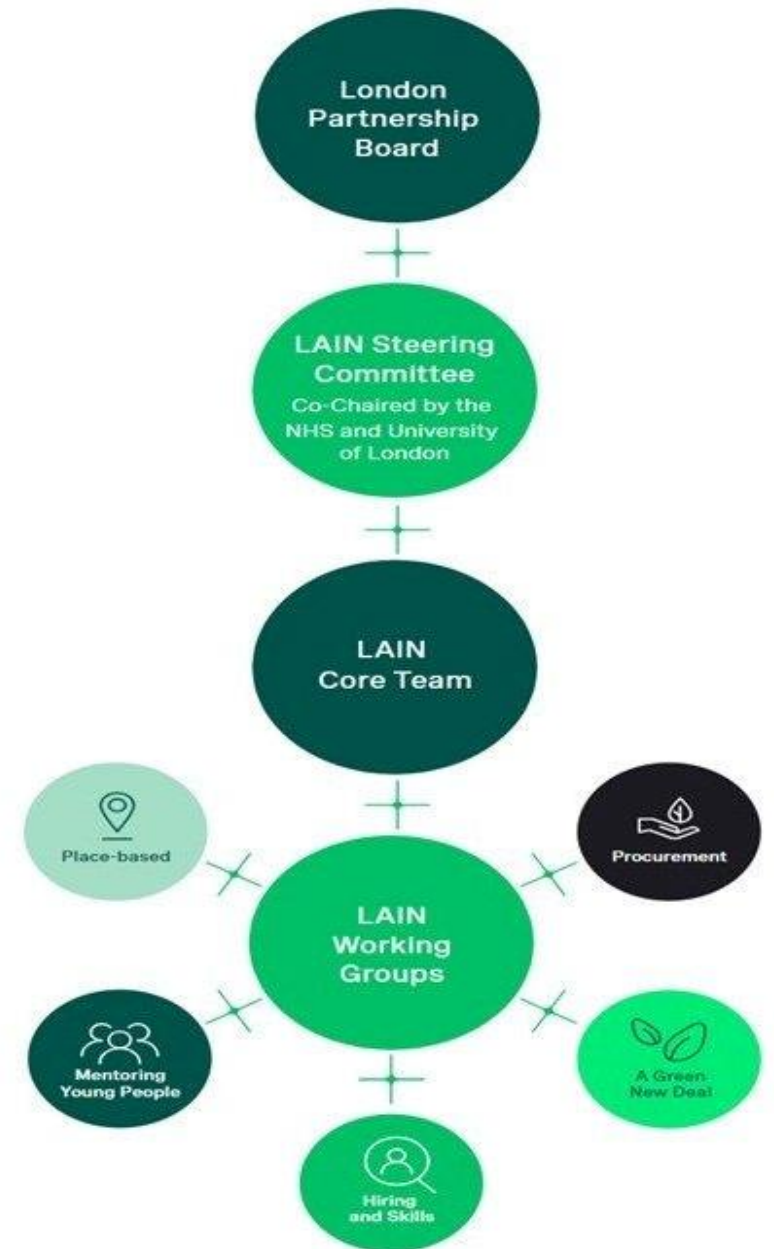 London
Partnership
Board
LAIN Steering
Committee
Co-Chaired by the
NHS and University
of London
LAIN
Core Team
Place-based
Procurement
LAIN
Working
Groups
Mentoring
Young People
A Green
New Deal
Hiring
and Skills